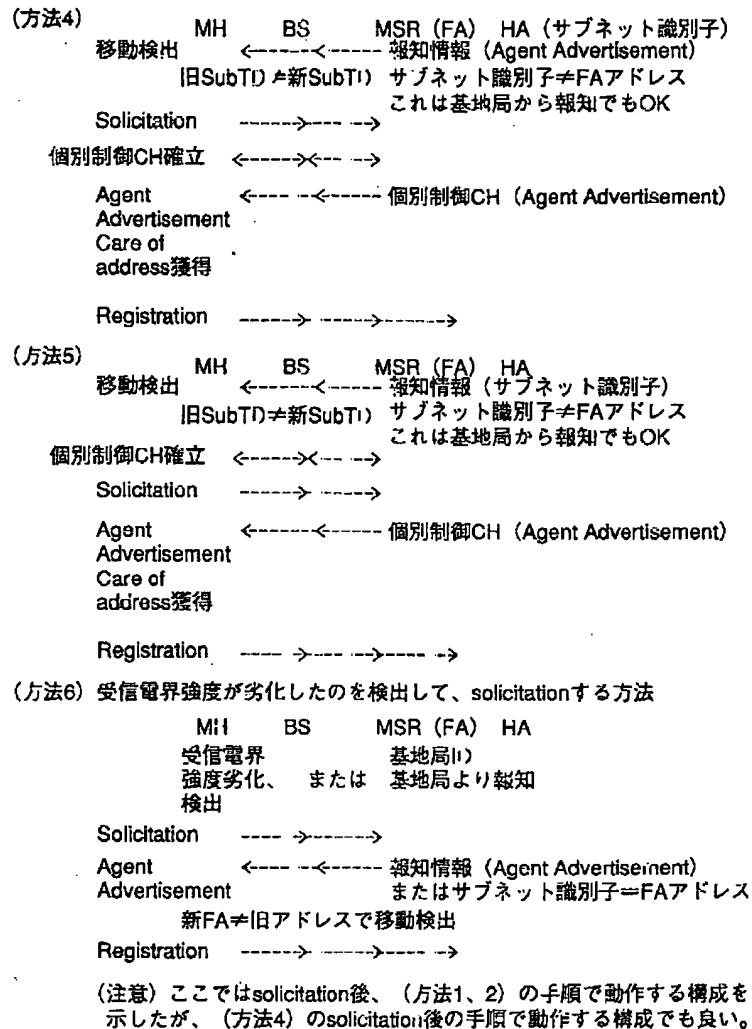 (方法4)
MH BS MSR (FA) HA (サブネット識別子)
移動検出 <------<------ 報知情報 (Agent Advertisement)
旧SubID≠新SubID サブネット識別子≠FAアドレス
これは基地局から報知でもOK
Solicitation ------>------>
個別制御CH確立 <------><------>
Agent <------<------ 個別制御CH (Agent Advertisement)
Advertisement
Care of
address獲得
Registration ------>------>------>
(方法5)
MH BS MSR (FA) HA
移動検出 <------<------ 報知情報 (サブネット識別子)
旧SubID≠新SubID サブネット識別子≠FAアドレス
これは基地局から報知でもOK
個別制御CH確立 <------><------>
Solicitation ------>------>
Agent <------<------ 個別制御CH (Agent Advertisement)
Advertisement
Care of
address獲得
Registration ------>------>------>
(方法6) 受信電界強度が劣化したのを検出して、solicitationする方法
MH BS MSR (FA) HA
受信電界 基地局ID
強度劣化、 または 基地局より報知
検出
Solicitation ------>------>
Agent <------<------ 報知情報 (Agent Advertisement)
Advertisement またはサブネット識別子=FAアドレス
新FA≠旧アドレスで移動検出
Registration ------>------>------>
(注意) ここではsolicitation後、(方法1、2) の手順で動作する構成を
示したが、(方法4) のsolicitation後の手順で動作する構成でも良い。